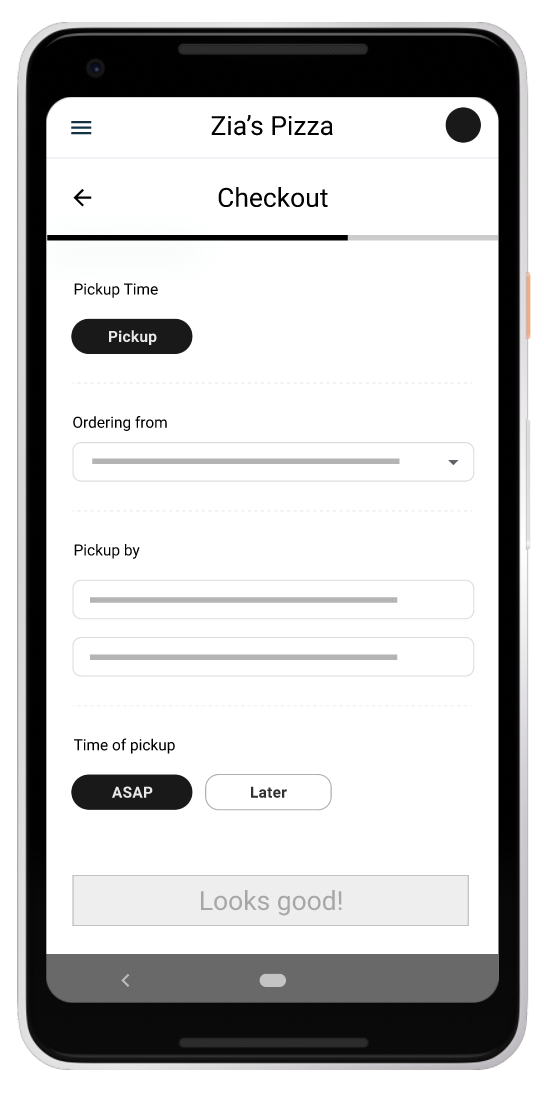 Zia's Pizza
Checkout
Pickup Time
Pickup
Ordering from
Pickup by
Time of pickup
ASAP
Later
Looks good!